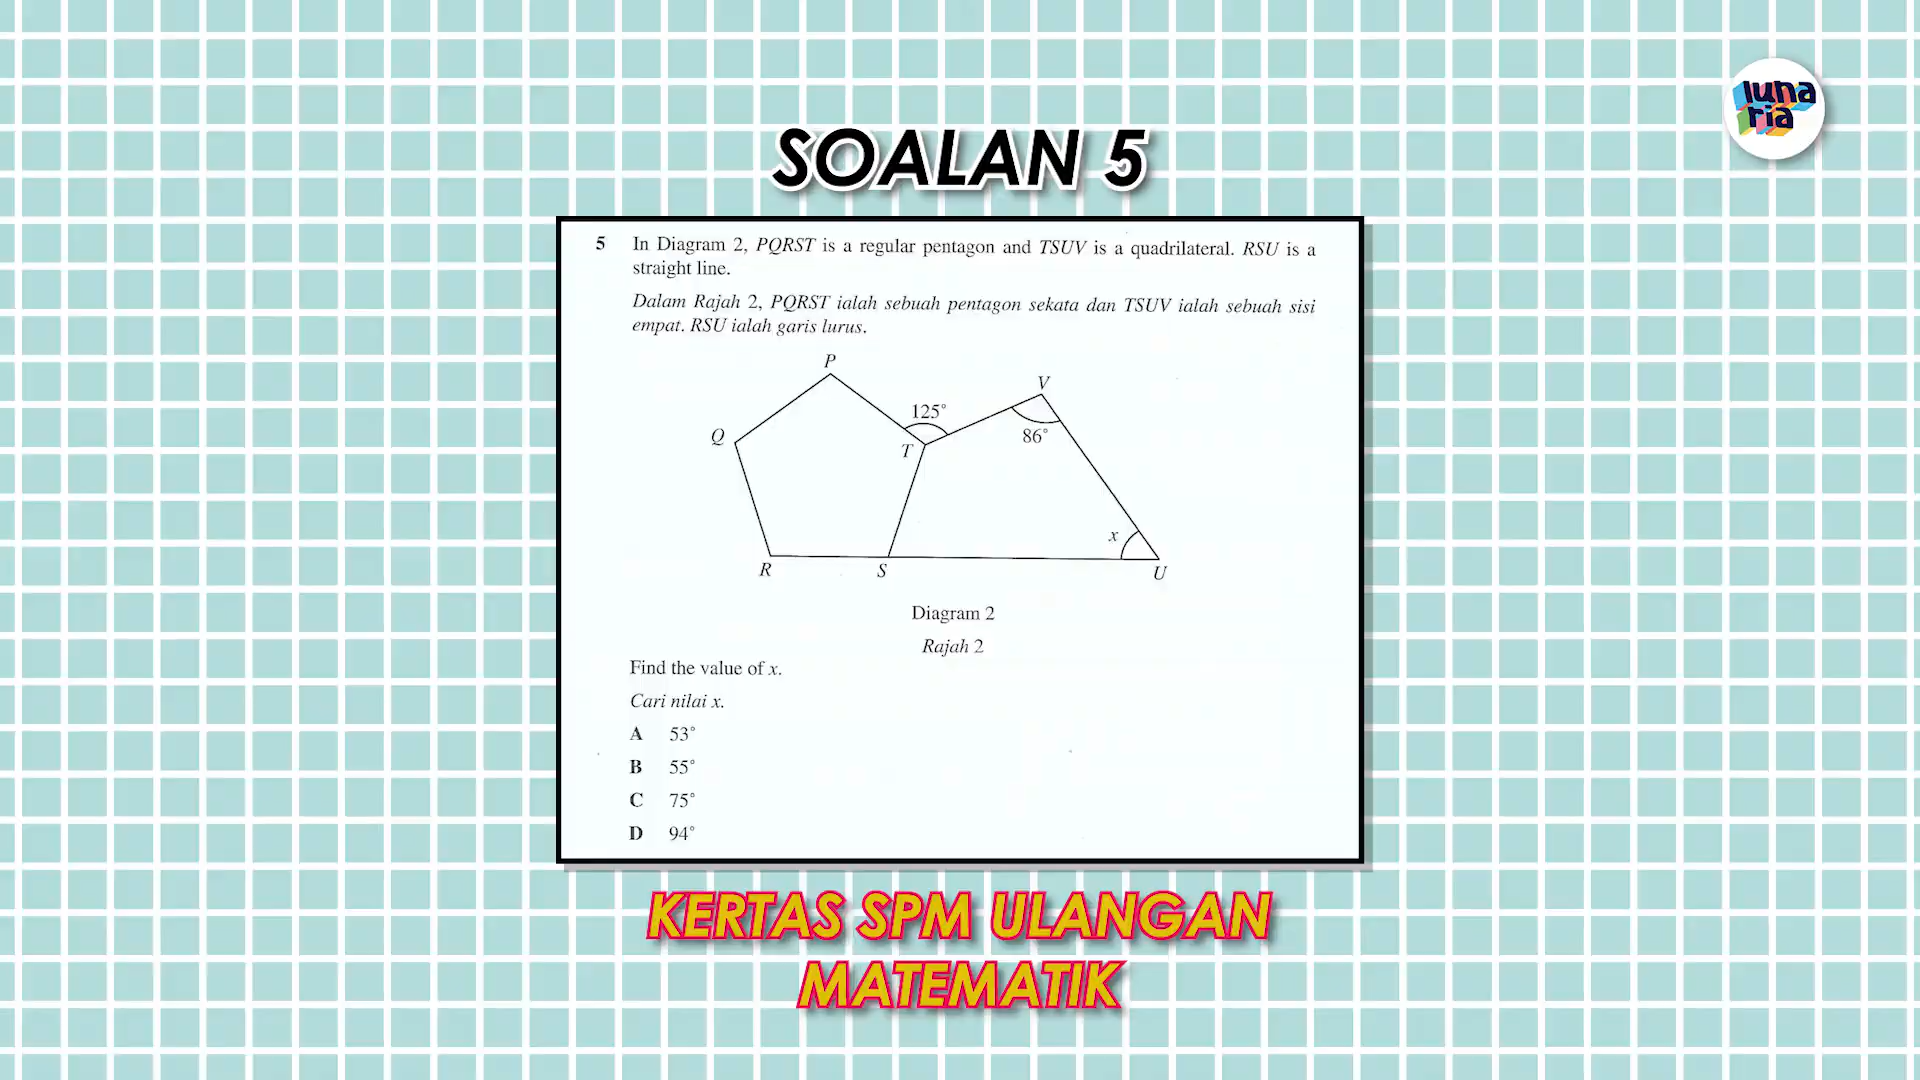 luna
ria
SOALAN 5
5 In Diagram 2, PQRST is a regular pentagon and TSUV is a quadrilateral. RSU is a
straight line.
Dalam Rajah 2, PQRST ialah sebuah pentagon sekata dan TSUV ialah sebuah sisi
empat. RSU ialah garis lurus.
P
V
125°
Q
86°
T
x
R
S
U
Diagram 2
Rajah 2
Find the value of x.
Cari nilai x.
A 53°
B 55°
C 75°
D 94°
KERTAS SPM ULANGAN
MATEMATIK